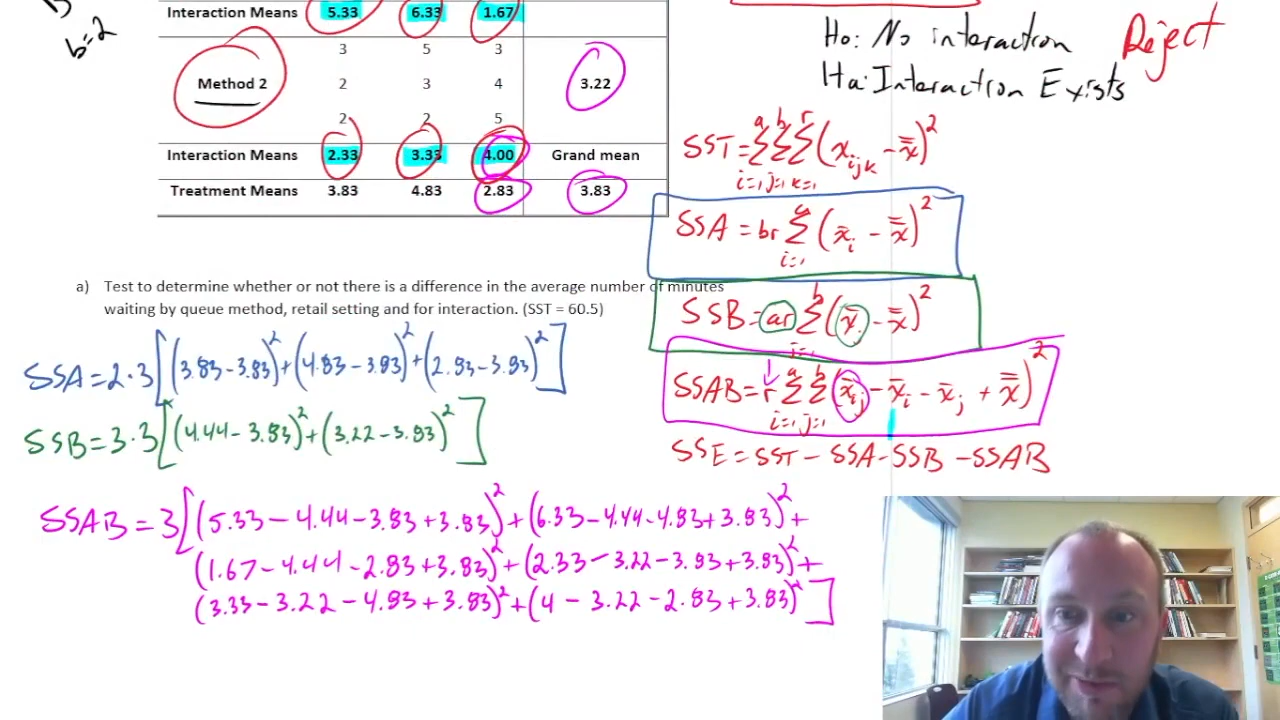 b=2
Interaction Means 5.33 6.33 1.67
3 5 3
Method 2 2 3 4 3.22
2 2 5
Interaction Means 2.33 3.33 4.00 Grand mean
Treatment Means 3.83 4.83 2.83 3.83
Ho: No interaction Reject
Ha: Interaction Exists
SST = a∑i=1 b∑j=1 r∑k=1 (x_ijk - x̿)²
SSA = br a∑i=1 (x̄_i - x̿)²
SSB = ar b∑j=1 (x̄_j - x̿)²
SSAB = r a∑i=1 b∑j=1 (x̄_ij - x̄_i - x̄_j + x̿)²
SSE = SST - SSA - SSB - SSAB
a) Test to determine whether or not there is a difference in the average number of minutes
waiting by queue method, retail setting and for interaction. (SST = 60.5)
SSA = 2·3[(3.83-3.83)²+(4.83-3.83)²+(2.83-3.83)²]
SSB = 3·3[(4.44-3.83)²+(3.22-3.83)²]
SSAB = 3[(5.33-4.44-3.83+3.83)²+(6.33-4.44-4.83+3.83)²+
(1.67-4.44-2.83+3.83)²+(2.33-3.22-3.83+3.83)²+
(3.33-3.22-4.83+3.83)²+(4-3.22-2.83+3.83)²]